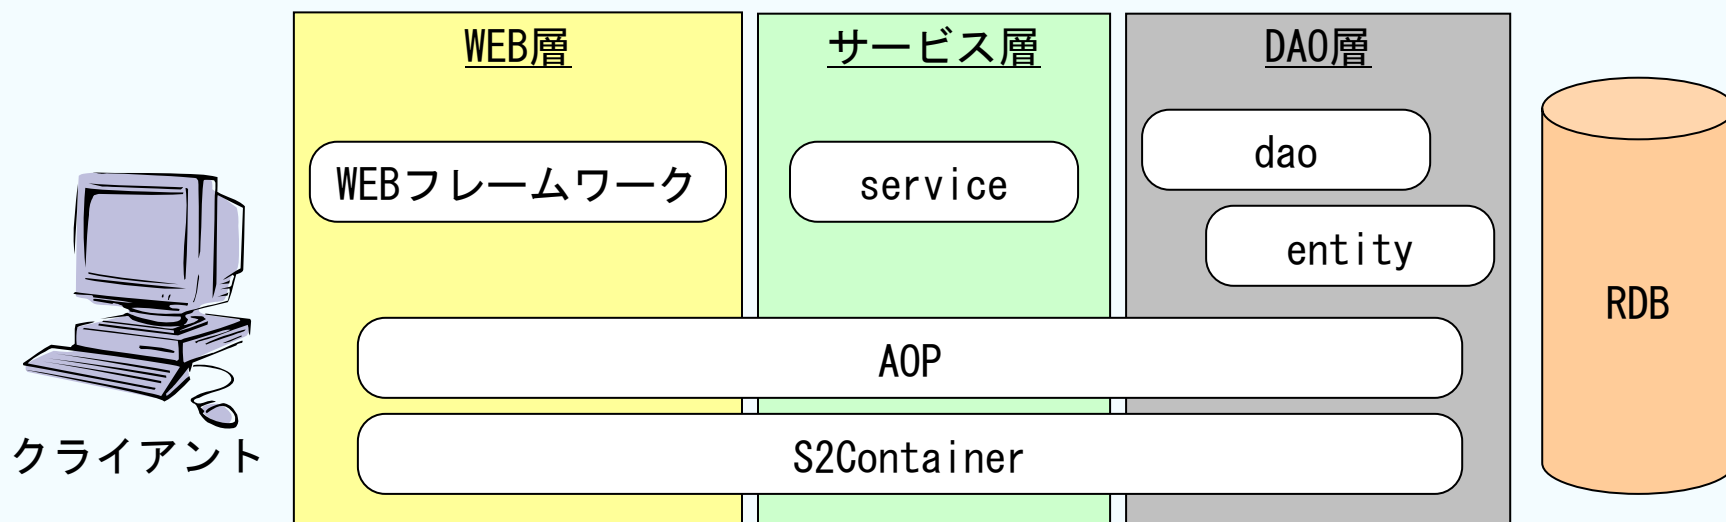 WEB層
サービス層
DAO層
WEBフレームワーク
service
dao
entity
RDB
AOP
S2Container
クライアント